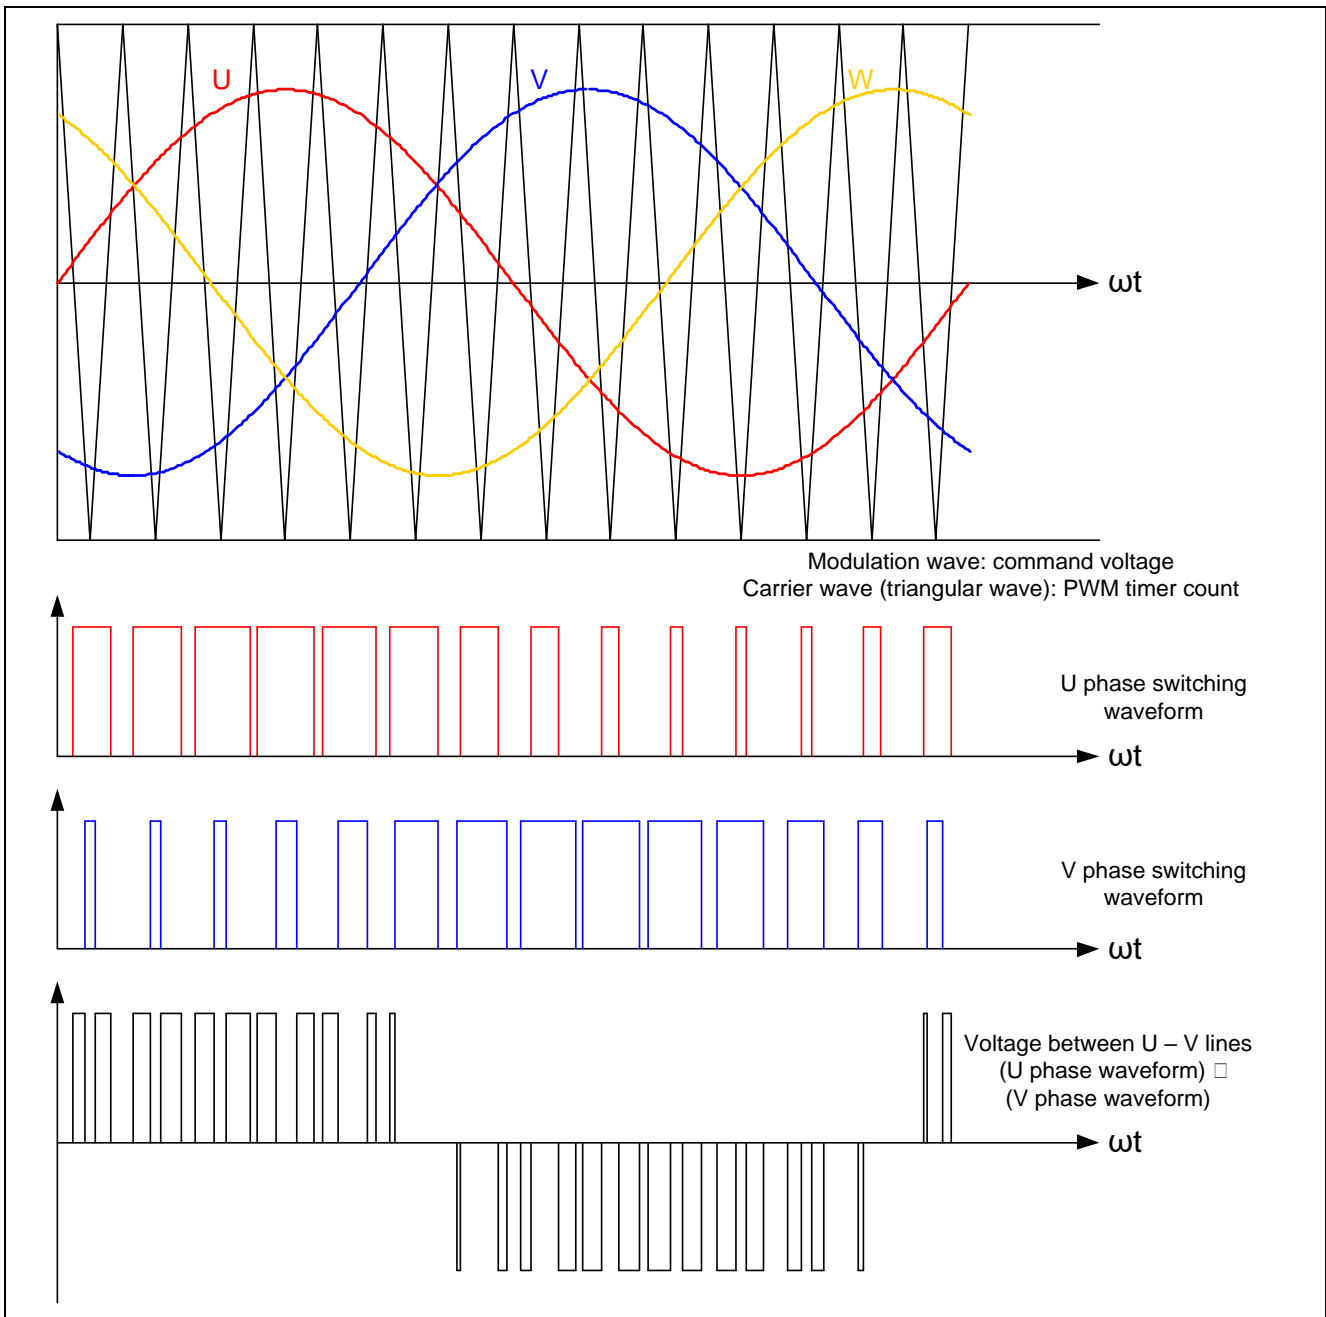 U
V
W
ωt
Modulation wave: command voltage
Carrier wave (triangular wave): PWM timer count
U phase switching
waveform
ωt
V phase switching
waveform
ωt
Voltage between U – V lines
(U phase waveform) □
(V phase waveform)
ωt